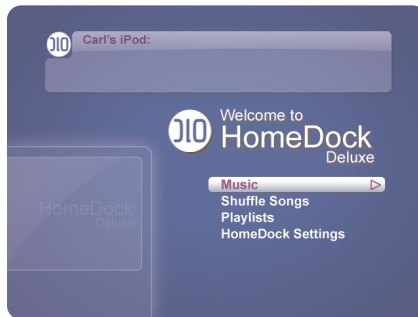 Carl's iPod:
Welcome to
HomeDock
Deluxe
Music
Shuffle Songs
Playlists
HomeDock Settings
HomeDock
Deluxe